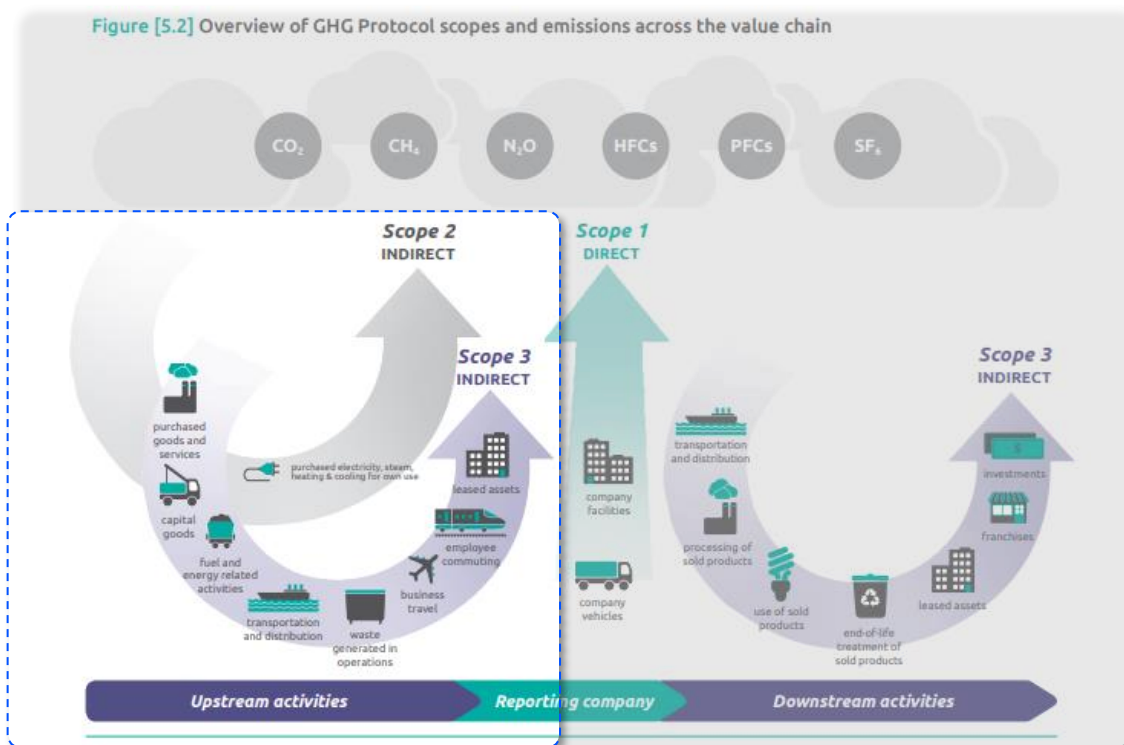 Figure [5.2] Overview of GHG Protocol scopes and emissions across the value chain
CO₂
CH₄
N₂O
HFCs
PFCs
SF₆
Scope 2
INDIRECT
Scope 1
DIRECT
Scope 3
INDIRECT
Scope 3
INDIRECT
purchased
goods and
services
capital
goods
fuel and
energy related
activities
purchased electricity, steam,
heating & cooling for own use
transportation
and distribution
waste
generated in
operations
business
travel
employee
commuting
leased assets
company
facilities
company
vehicles
transportation
and distribution
processing of
sold products
use of sold
products
end-of-life
treatment of
sold products
leased assets
franchises
investments
$
Upstream activities
Reporting company
Downstream activities